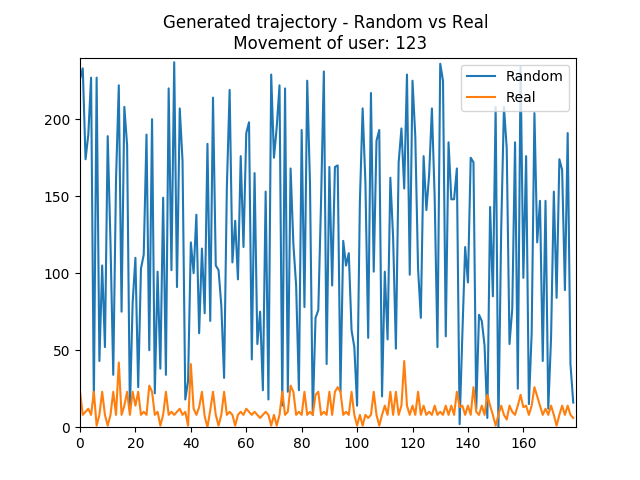 Generated trajectory - Random vs Real
Movement of user: 123
Random
Real
200
150
100
50
0
0 20 40 60 80 100 120 140 160